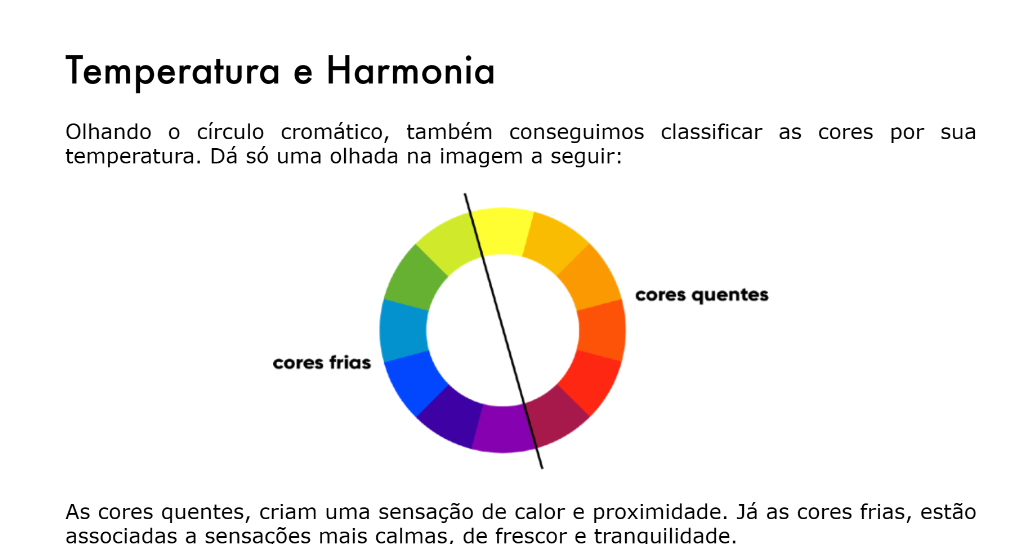 Temperatura e Harmonia
Olhando o círculo cromático, também conseguimos classificar as cores por sua
temperatura. Dá só uma olhada na imagem a seguir:
cores quentes
cores frias
As cores quentes, criam uma sensação de calor e proximidade. Já as cores frias, estão
associadas a sensações mais calmas, de frescor e tranquilidade.